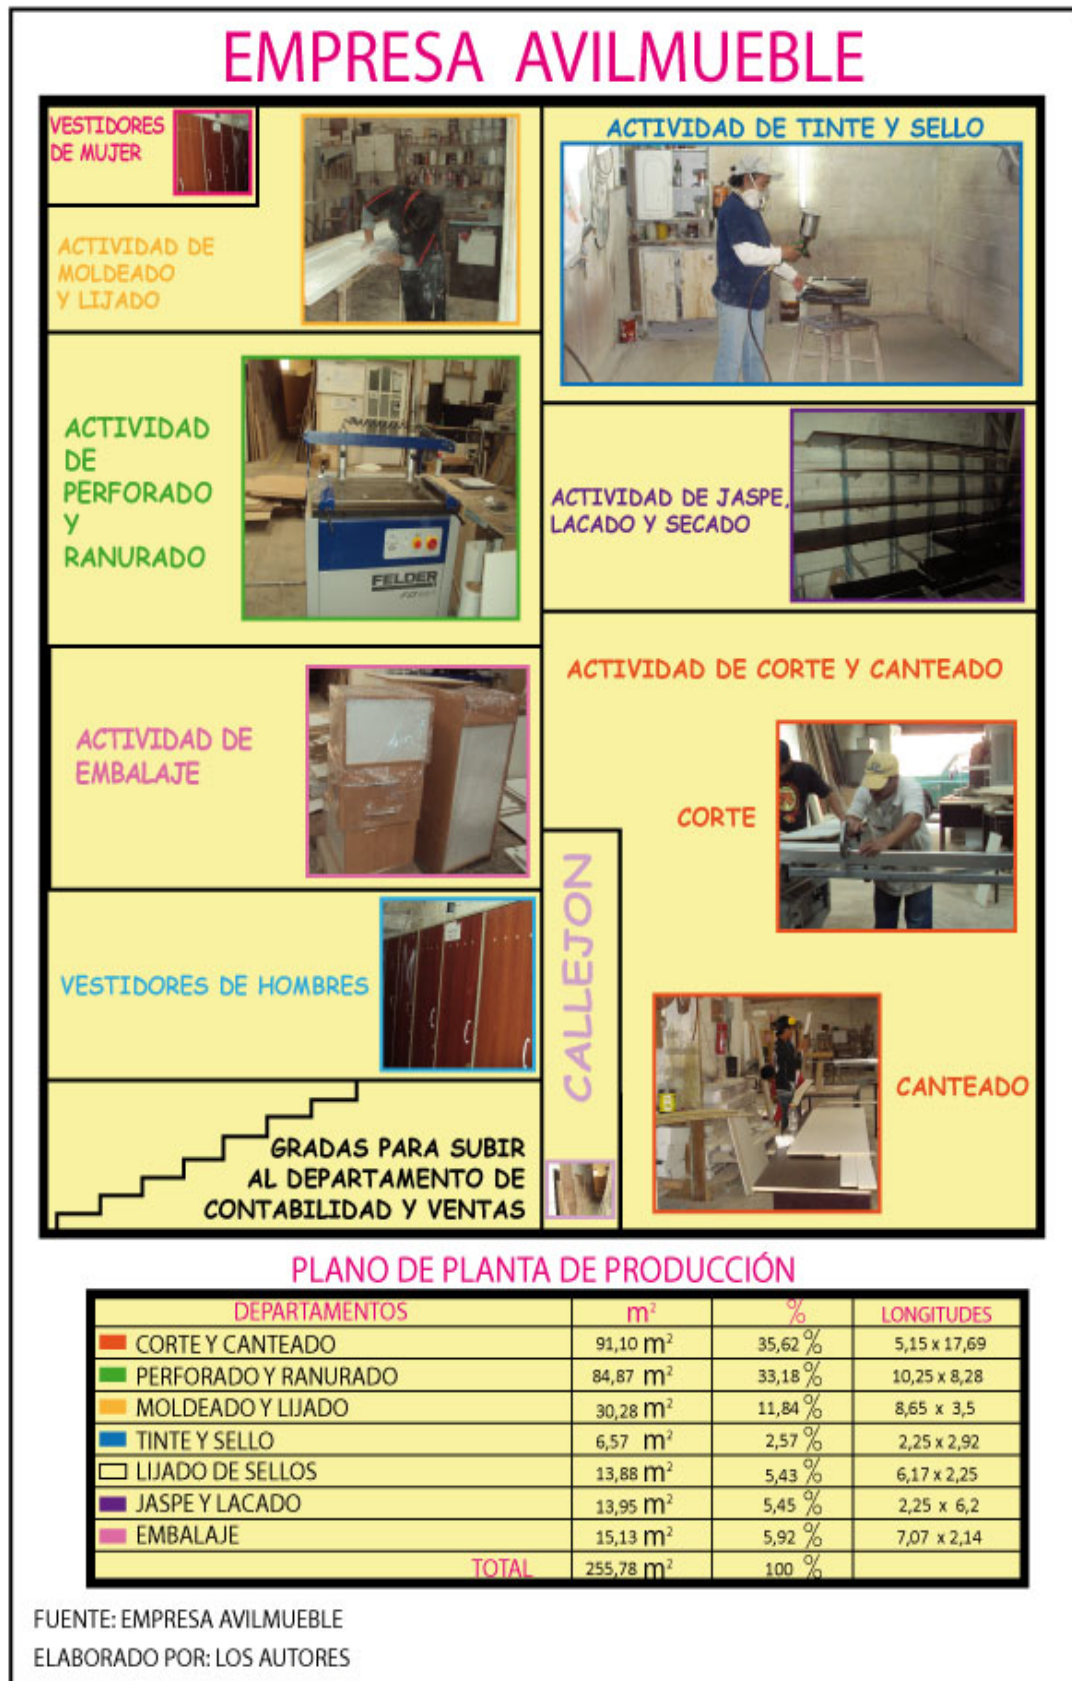 EMPRESA AVILMUEBLE
VESTIDORES
DE MUJER
ACTIVIDAD DE
MOLDEADO
Y LIJADO
ACTIVIDAD DE TINTE Y SELLO
ACTIVIDAD
DE
PERFORADO
Y
RANURADO
FELDER
ACTIVIDAD DE JASPE,
LACADO Y SECADO
ACTIVIDAD DE CORTE Y CANTEADO
CORTE
CANTEADO
ACTIVIDAD DE
EMBALAJE
VESTIDORES DE HOMBRES
CALLEJON
GRADAS PARA SUBIR
AL DEPARTAMENTO DE
CONTABILIDAD Y VENTAS
PLANO DE PLANTA DE PRODUCCIÓN
DEPARTAMENTOS m² % LONGITUDES
CORTE Y CANTEADO 91,10 m² 35,62 % 5,15 x 17,69
PERFORADO Y RANURADO 84,87 m² 33,18 % 10,25 x 8,28
MOLDEADO Y LIJADO 30,28 m² 11,84 % 8,65 x 3,5
TINTE Y SELLO 6,57 m² 2,57 % 2,25 x 2,92
LIJADO DE SELLOS 13,88 m² 5,43 % 6,17 x 2,25
JASPE Y LACADO 13,95 m² 5,45 % 2,25 x 6,2
EMBALAJE 15,13 m² 5,92 % 7,07 x 2,14
TOTAL 255,78 m² 100 %
FUENTE: EMPRESA AVILMUEBLE
ELABORADO POR: LOS AUTORES